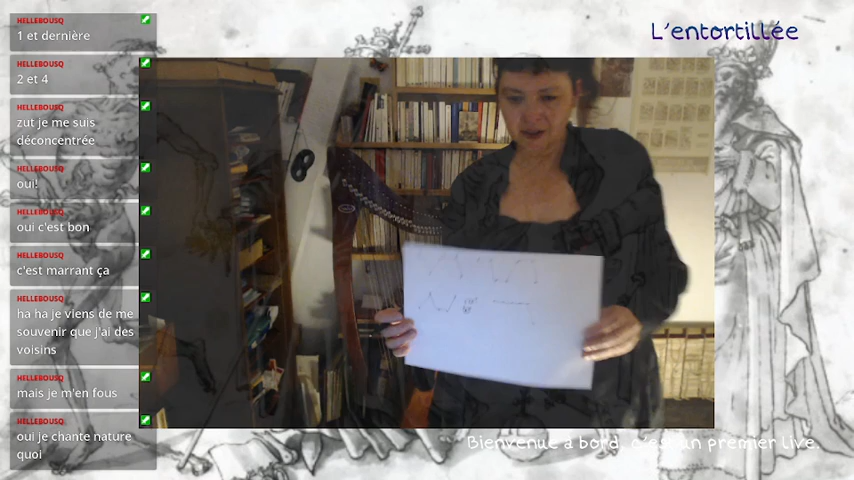 L'entortillée
HELLEBOUSQ
1 et dernière
HELLEBOUSQ
2 et 4
HELLEBOUSQ
zut je me suis
déconcentrée
HELLEBOUSQ
oui!
HELLEBOUSQ
oui c'est bon
HELLEBOUSQ
c'est marrant ça
HELLEBOUSQ
ha ha je viens de me
souvenir que j'ai des
voisins
HELLEBOUSQ
mais je m'en fous
HELLEBOUSQ
oui je chante nature
quoi
Bienvenue à bord, c'est un premier live.